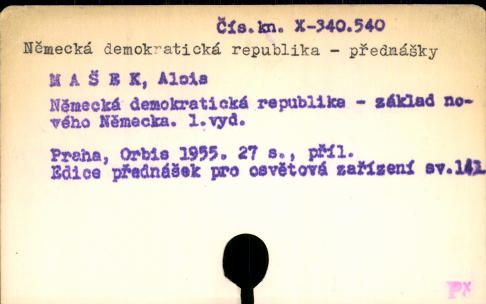 Čís.kn. X-340.540
Německá demokratická republika - přednášky
M A Š E K, Alois
Německá demokratická republika - základ no-
vého Německa. 1.vyd.
Praha, Orbis 1955. 27 s., příl.
Edice přednášek pro osvětová zařízení sv.141
Px